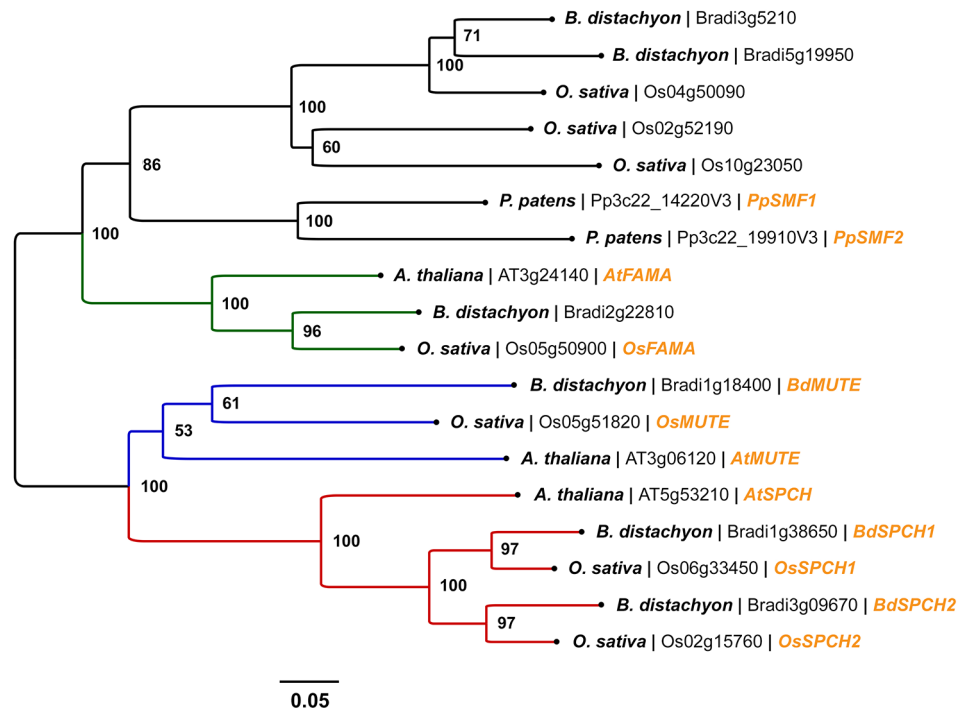 B. distachyon | Bradi3g5210
71
B. distachyon | Bradi5g19950
100
O. sativa | Os04g50090
100
O. sativa | Os02g52190
60
O. sativa | Os10g23050
86
P. patens | Pp3c22_14220V3 | PpSMF1
100
P. patens | Pp3c22_19910V3 | PpSMF2
100
A. thaliana | AT3g24140 | AtFAMA
100
B. distachyon | Bradi2g22810
96
O. sativa | Os05g50900 | OsFAMA
B. distachyon | Bradi1g18400 | BdMUTE
61
O. sativa | Os05g51820 | OsMUTE
53
A. thaliana | AT3g06120 | AtMUTE
100
A. thaliana | AT5g53210 | AtSPCH
B. distachyon | Bradi1g38650 | BdSPCH1
100
97
O. sativa | Os06g33450 | OsSPCH1
100
B. distachyon | Bradi3g09670 | BdSPCH2
97
O. sativa | Os02g15760 | OsSPCH2
0.05